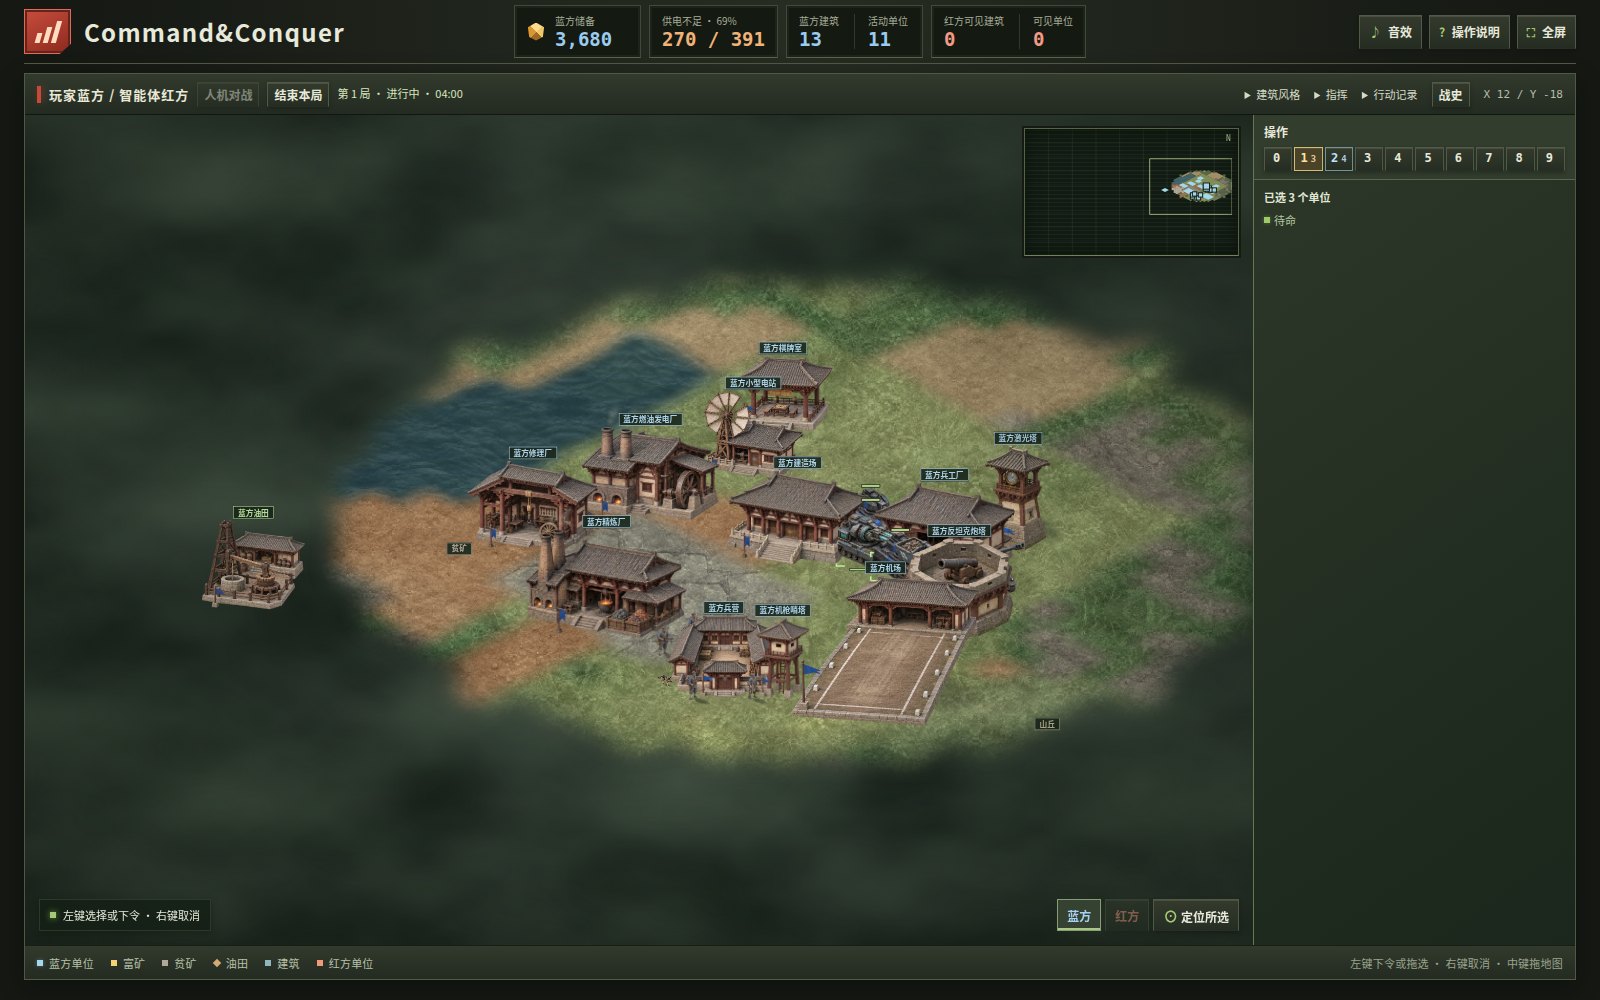 Command&Conquer
蓝方储备
3,680
供电不足 · 69%
270 / 391
蓝方建筑
13
活动单位
11
红方可见建筑
0
可见单位
0
♪ 音效
? 操作说明
全屏
玩家蓝方 / 智能体红方
人机对战
结束本局
第 1 局 · 进行中 · 04:00
▶ 建筑风格
▶ 指挥
▶ 行动记录
战史
X 12 / Y -18
N
操作
0
1 3
2 4
3
4
5
6
7
8
9
已选 3 个单位
待命
蓝方棋牌室
蓝方小型电站
蓝方燃油发电厂
蓝方激光塔
蓝方修理厂
蓝方建造场
蓝方兵工厂
蓝方油田
蓝方精炼厂
蓝方反坦克炮塔
贫矿
蓝方机场
蓝方兵营
蓝方机枪哨塔
山丘
左键选择或下令 · 右键取消
蓝方
红方
定位所选
蓝方单位
富矿
贫矿
油田
建筑
红方单位
左键下令或拖选 · 右键取消 · 中键拖地图